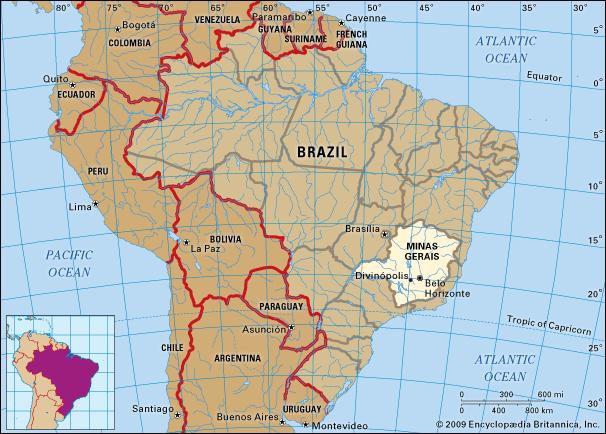 80°
75°
70°
65°
60°
55°
50°
45°
40°
35°
30°
Paramaribo
Cayenne
VENEZUELA
GUYANA
SURINAME
FRENCH
GUIANA
Bogotá
COLOMBIA
ATLANTIC
OCEAN
5°
Equator
0°
Quito
ECUADOR
5°
BRAZIL
PERU
10°
Lima
15°
Brasília
BOLIVIA
La Paz
MINAS
GERAIS
PACIFIC
OCEAN
Divinópolis
Belo
Horizonte
20°
PARAGUAY
Asunción
Tropic of Capricorn
25°
CHILE
ARGENTINA
ATLANTIC
OCEAN
30°
0 300 600 mi
0 400 800 km
Santiago
Buenos Aires
URUGUAY
Montevideo
© 2009 Encyclopædia Britannica, Inc.